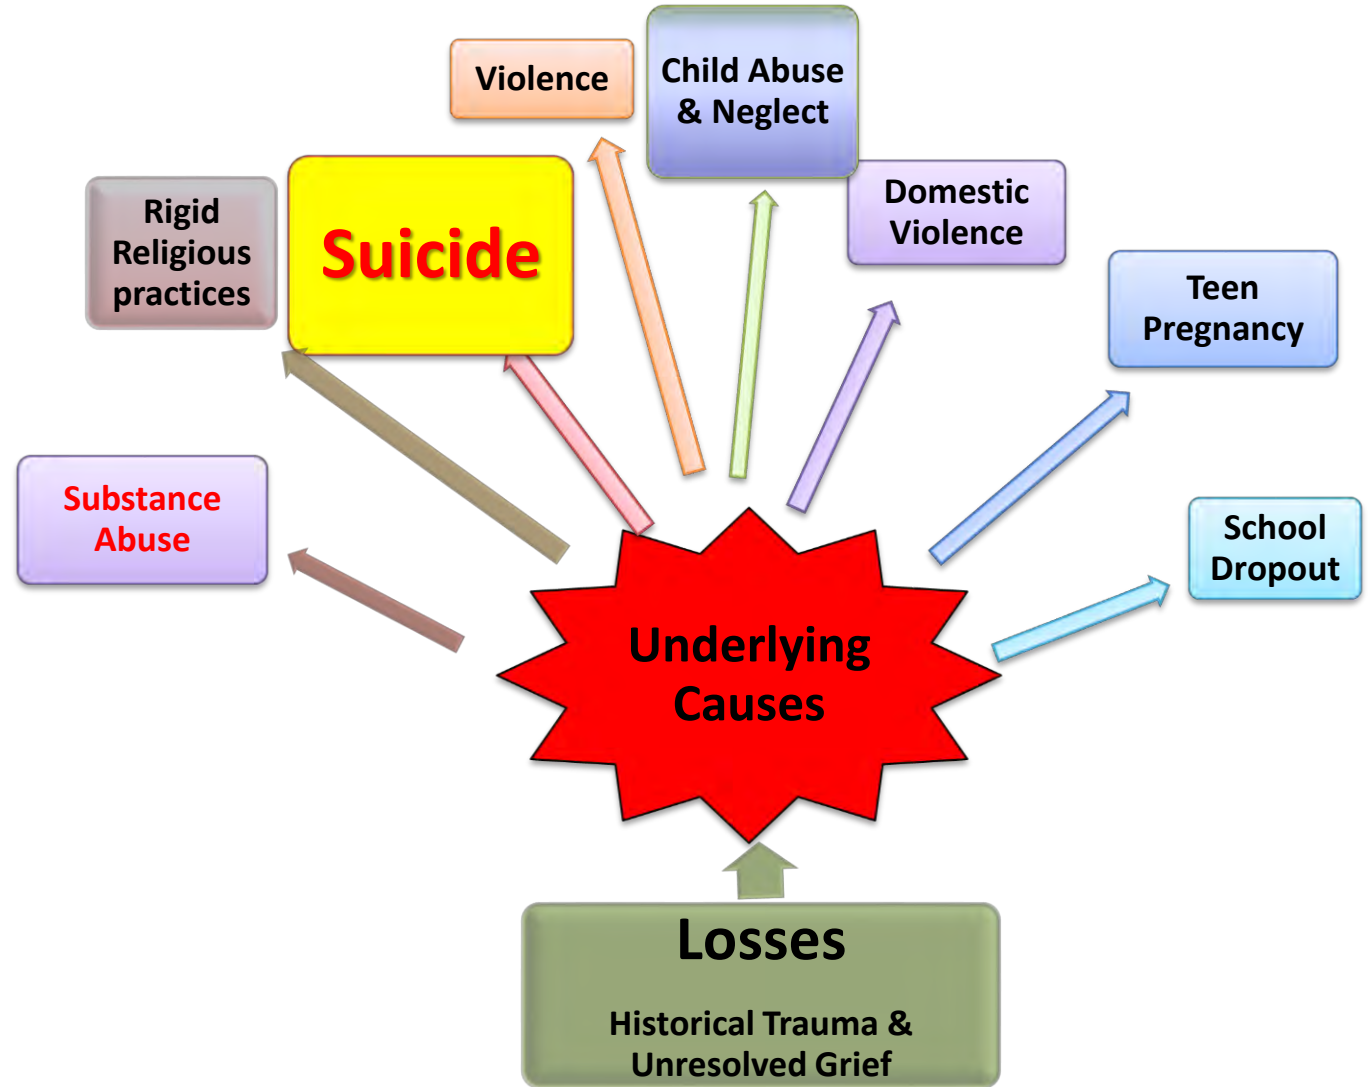 Violence
Child Abuse
& Neglect
Domestic
Violence
Rigid
Religious
practices
Suicide
Teen
Pregnancy
Substance
Abuse
School
Dropout
Underlying
Causes
Losses
Historical Trauma &
Unresolved Grief